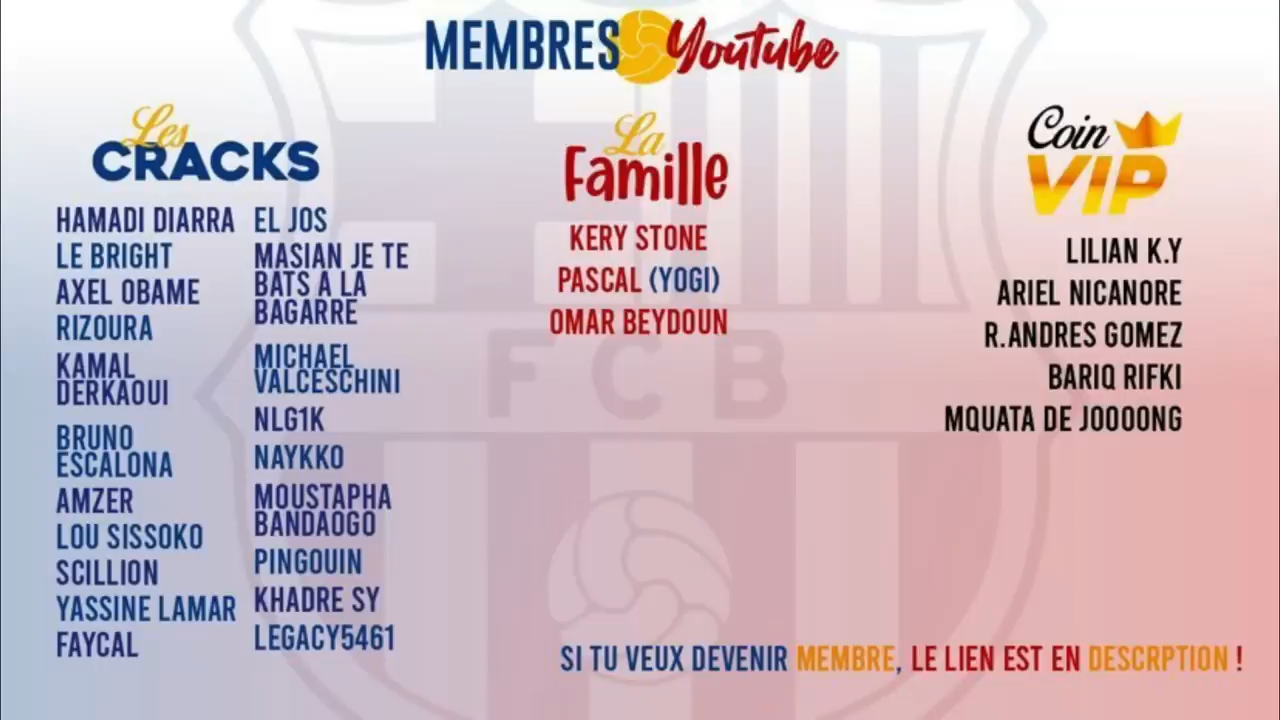 MEMBRES Youtube
Les
CRACKS
HAMADI DIARRA
LE BRIGHT
AXEL OBAME
RIZOURA
KAMAL
DERKAOUI
BRUNO
ESCALONA
AMZER
LOU SISSOKO
SCILLION
YASSINE LAMAR
FAYCAL
EL JOS
MASIAN JE TE
BATS A LA
BAGARRE
MICHAEL
VALCESCHINI
NLG1K
NAYKKO
MOUSTAPHA
BANDAOGO
PINGOUIN
KHADRE SY
LEGACY5461
La
Famille
KERY STONE
PASCAL (YOGI)
OMAR BEYDOUN
FCB
Coin
VIP
LILIAN K.Y
ARIEL NICANORE
R.ANDRES GOMEZ
BARIQ RIFKI
MQUATA DE JOOOONG
SI TU VEUX DEVENIR MEMBRE, LE LIEN EST EN DESCRPTION !